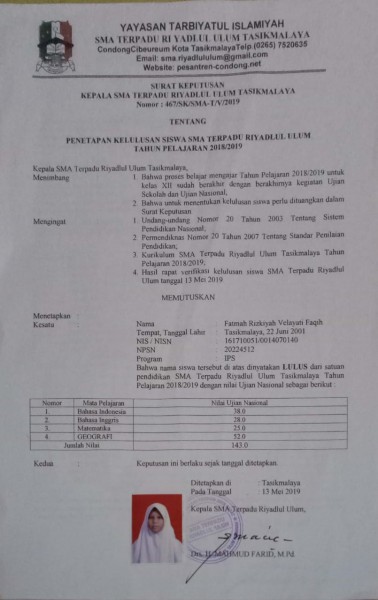 YAYASAN TARBIYATUL ISLAMIYAH
SMA TERPADU RI YADLUL ULUM TASIKMALAYA
CondongCibeureum Kota TasikmalayaTelp.(0265) 7520635
Email: sma.riyadlululum@gmail.com
Website: pesantren-condong.net
SURAT KEPUTUSAN
KEPALA SMA TERPADU RIYADLUL ULUM TASIKMALAYA
Nomor : 467/SK/SMA-T/V/2019
TENTANG
PENETAPAN KELULUSAN SISWA SMA TERPADU RIYADLUL ULUM
TAHUN PELAJARAN 2018/2019
Kepala SMA Terpadu Riyadlul Ulum Tasikmalaya,
Menimbang : 1. Bahwa proses belajar mengajar Tahun Pelajaran 2018/2019 untuk
kelas XII sudah berakhir dengan berakhirnya kegiatan Ujian
Sekolah dan Ujian Nasional,
2. Bahwa untuk menentukan kelulusan siswa perlu dituangkan dalam
Surat Keputusan
Mengingat : 1. Undang-undang Nomor 20 Tahun 2003 Tentang Sistem
Pendidikan Nasional,
2. Permendiknas Nomor 20 Tahun 2007 Tentang Standar Penilaian
Pendidikan,
3. Kurikulum SMA Terpadu Riyadlul Ulum Tasikmalaya Tahun
Pelajaran 2018/2019,
4. Hasil rapat verifikasi kelulusan siswa SMA Terpadu Riyadlul
Ulum tanggal 13 Mei 2019
MEMUTUSKAN
Menetapkan :
Kesatu : Nama : Fatimah Rizkiyah Velayati Faqih
Tempat, Tanggal Lahir : Tasikmalaya, 22 Juni 2001
NIS / NISN : 161710051/0014070140
NPSN : 20224512
Program : IPS
Bahwa nama siswa tersebut di atas dinyatakan LULUS dari satuan
pendidikan SMA Terpadu Riyadlul Ulum Tasikmalaya Tahun
Pelajaran 2018/2019 dengan nilai Ujian Nasional sebagai berikut :
Nomor Mata Pelajaran Nilai Ujian Nasional
1. Bahasa Indonesia 38.0
2. Bahasa Inggris 28.0
3. Matematika 25.0
4. GEOGRAFI 52.0
Jumlah Nilai 143.0
Kedua : Keputusan ini berlaku sejak tanggal ditetapkan.
Ditetapkan di : Tasikmalaya
Pada Tanggal : 13 Mei 2019
Kepala SMA Terpadu Riyadlul Ulum,
Drs. H. MAHMUD FARID, M.Pd.